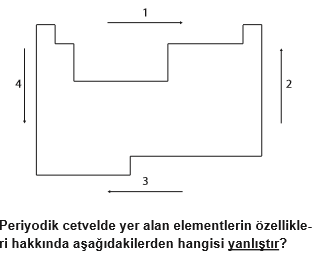 1
4
2
3
Periyodik cetvelde yer alan elementlerin özellikle-
ri hakkında aşağıdakilerden hangisi yanlıştır?